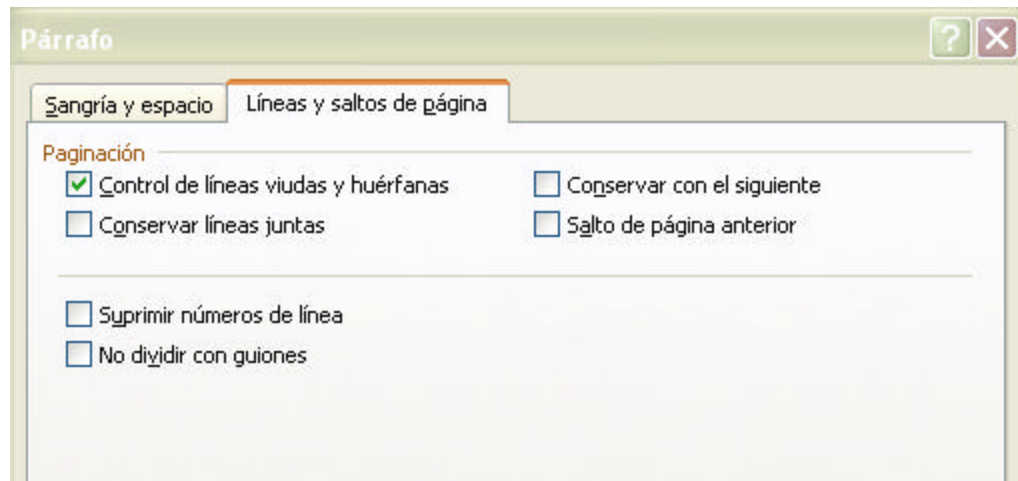 Párrafo
Sangría y espacio
Líneas y saltos de página
Paginación
Control de líneas viudas y huérfanas
Conservar con el siguiente
Conservar líneas juntas
Salto de página anterior
Suprimir números de línea
No dividir con guiones